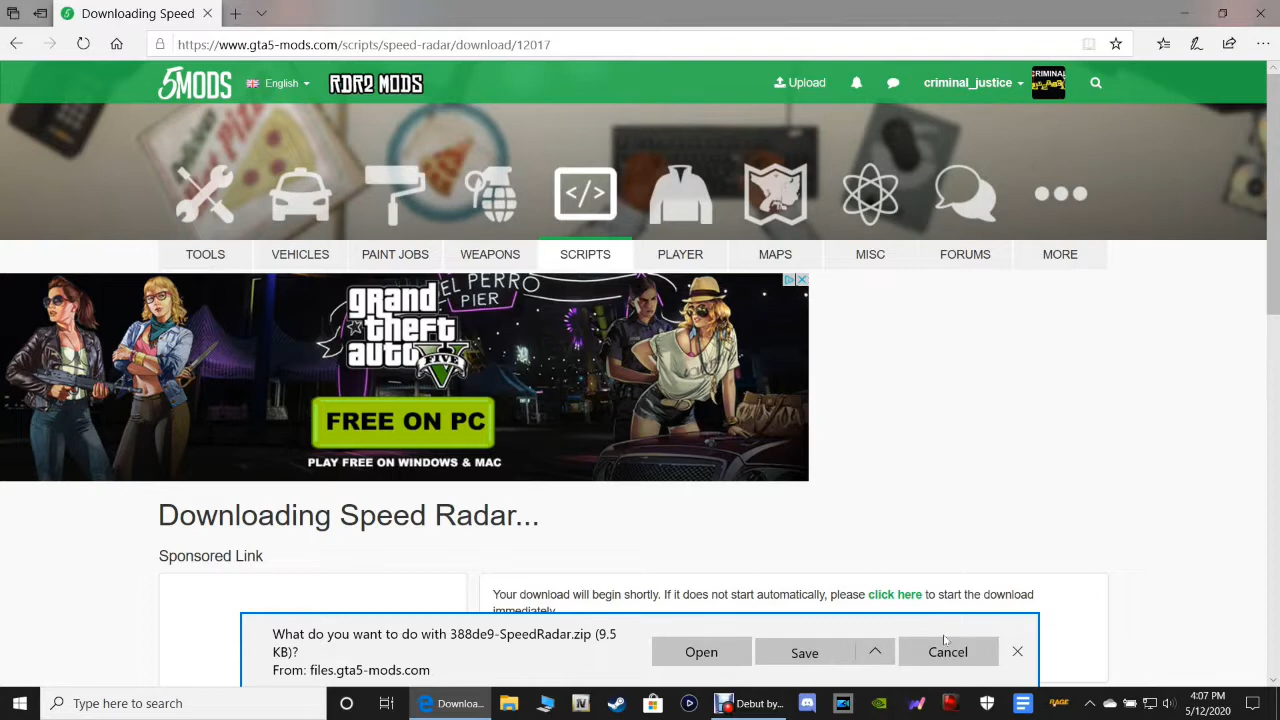 Downloading Speed
https://www.gta5-mods.com/scripts/speed-radar/download/12017
5MODS
English
RDR2 MODS
Upload
criminal_justice
CRIMINAL
TOOLS
VEHICLES
PAINT JOBS
WEAPONS
SCRIPTS
PLAYER
MAPS
MISC
FORUMS
MORE
EL PERRO
PIER
grand
theft
auto
FIVE
FREE ON PC
PLAY FREE ON WINDOWS & MAC
Downloading Speed Radar...
Sponsored Link
Your download will begin shortly. If it does not start automatically, please click here to start the download
immediately.
What do you want to do with 388de9-SpeedRadar.zip (9.5
KB)?
From: files.gta5-mods.com
Open
Save
Cancel
Type here to search
Downloa...
IV
Debut by...
RAGE
4:07 PM
5/12/2020